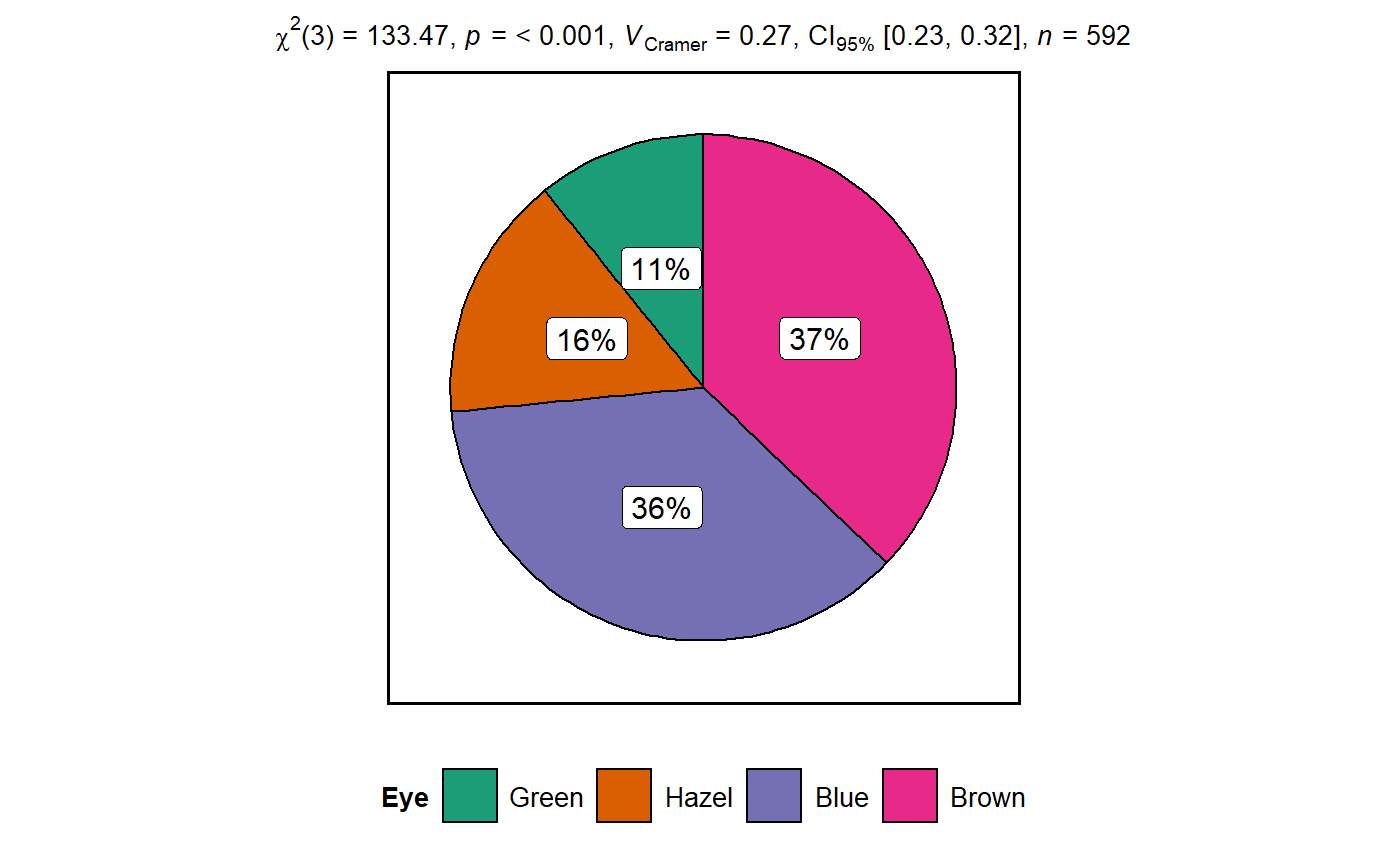 χ²(3) = 133.47, p = < 0.001, V Cramer = 0.27, CI95% [0.23, 0.32], n = 592
11%
37%
16%
36%
Eye Green Hazel Blue Brown